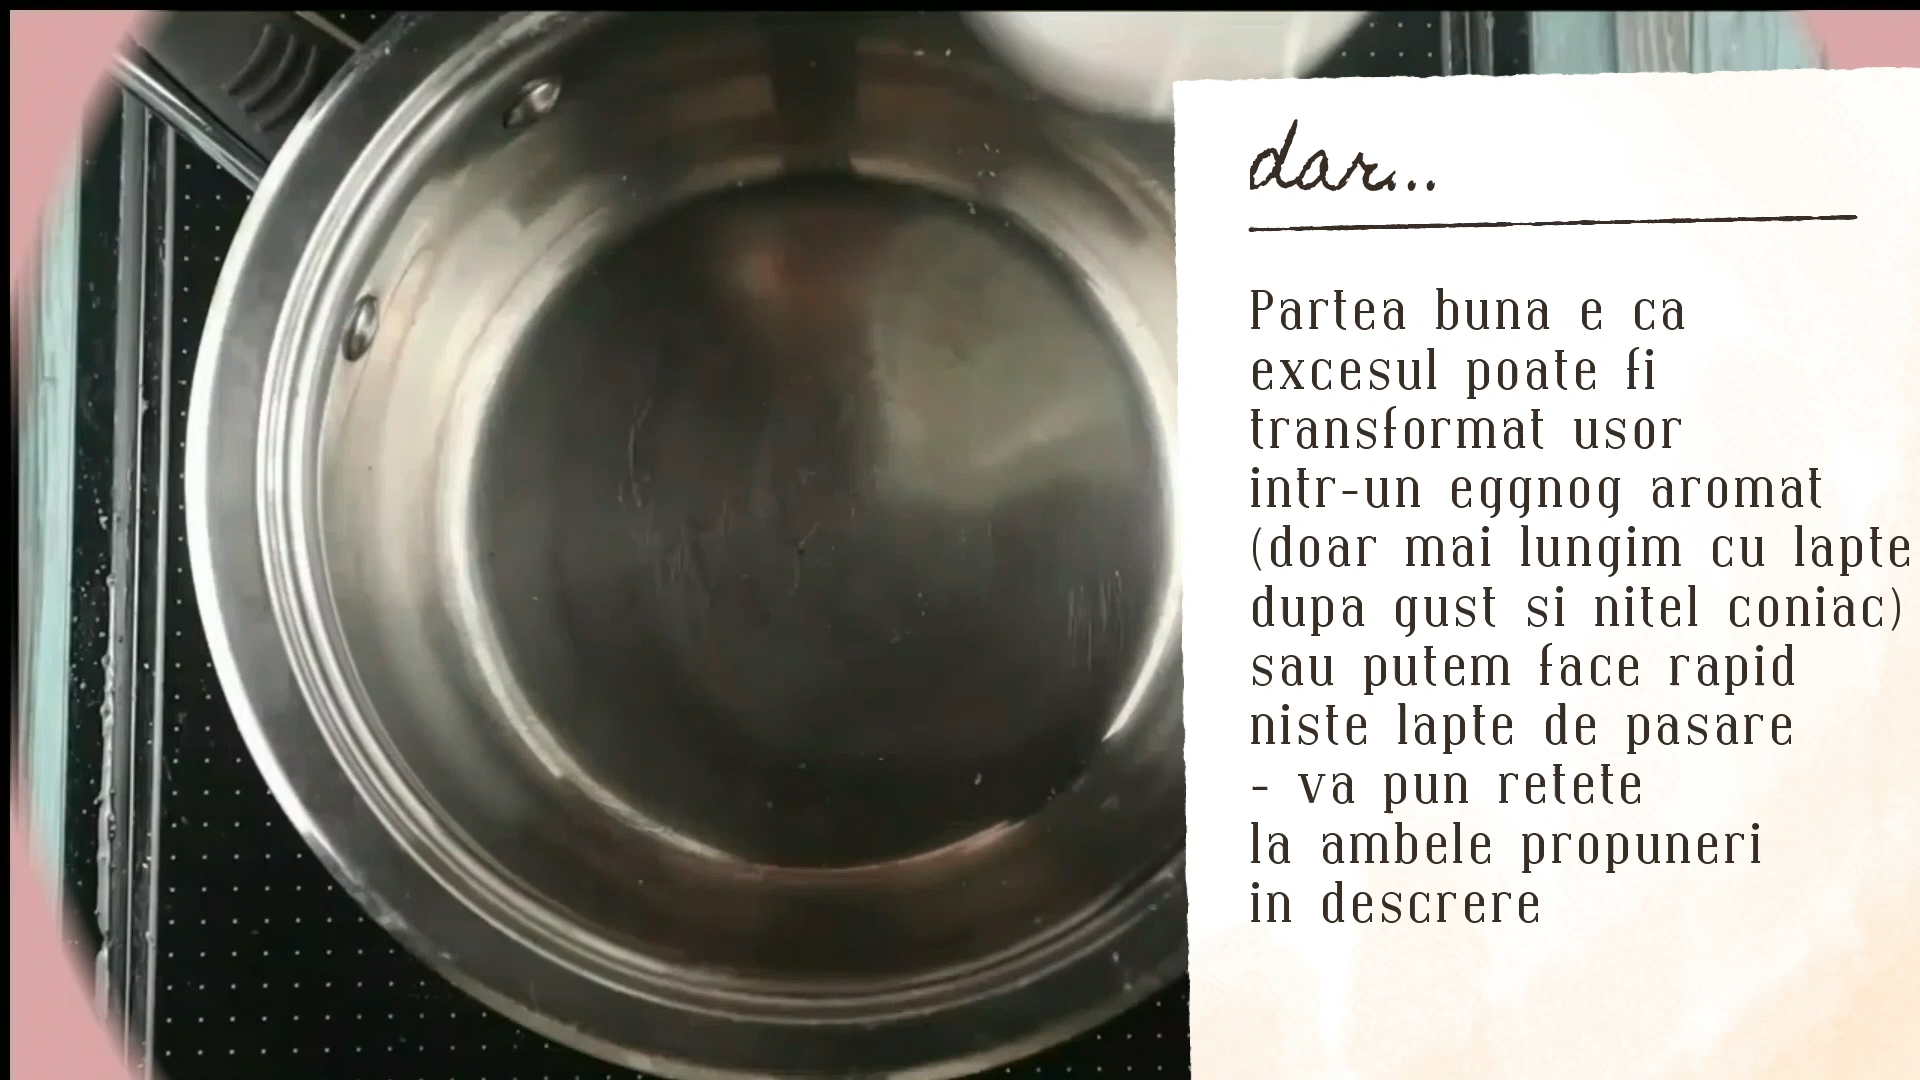 dar...
Partea buna e ca
excesul poate fi
transformat usor
intr-un eggnog aromat
(doar mai lungim cu lapte
dupa gust si nitel coniac)
sau putem face rapid
niste lapte de pasare
- va pun retete
la ambele propuneri
in descrere